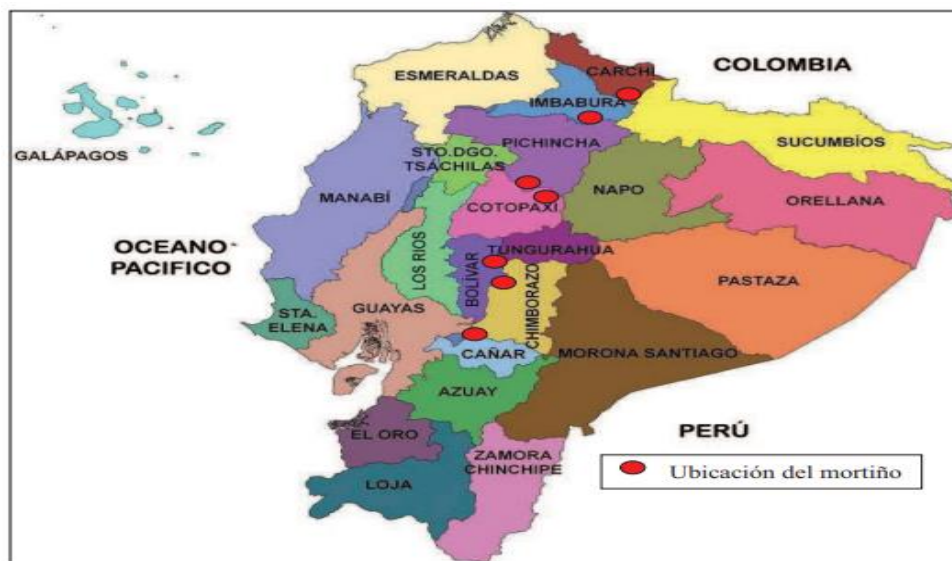 ESMERALDAS
CARCHI
COLOMBIA
IMBABURA
GALÁPAGOS
PICHINCHA
SUCUMBÍOS
STO.DGO.
TSÁCHILAS
MANABÍ
NAPO
ORELLANA
COTOPAXI
OCEANO
PACIFICO
LOS RIOS
BOLÍVAR
TUNGURAHUA
CHIMBORAZO
PASTAZA
STA.
ELENA
GUAYAS
CAÑAR
MORONA SANTIAGO
AZUAY
EL ORO
PERÚ
ZAMORA
CHINCHIPE
LOJA
Ubicación del mortiño